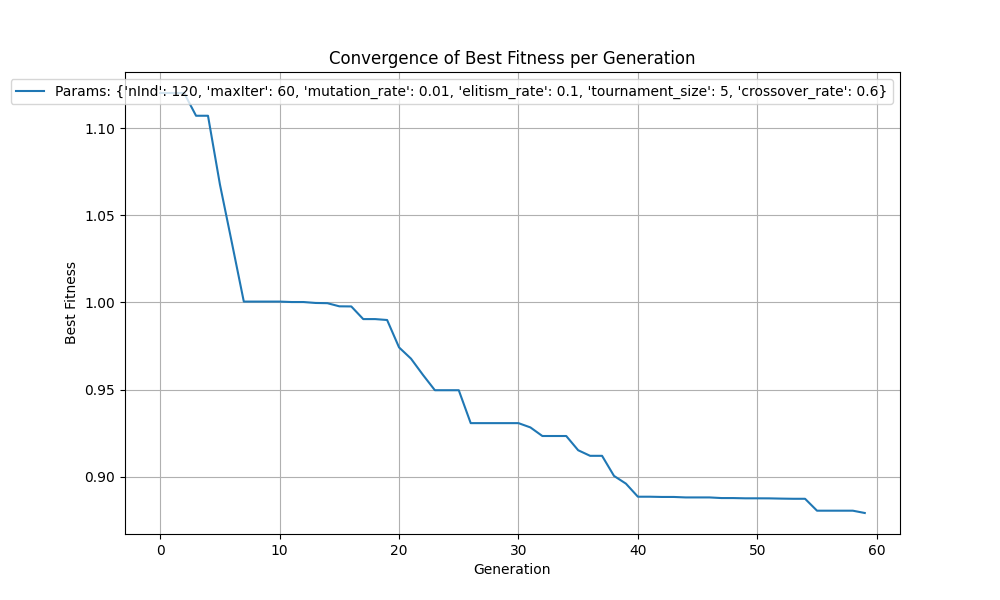 Convergence of Best Fitness per Generation
Params: {'nInd': 120, 'maxIter': 60, 'mutation_rate': 0.01, 'elitism_rate': 0.1, 'tournament_size': 5, 'crossover_rate': 0.6}
1.10
1.05
1.00
0.95
0.90
Best Fitness
0 10 20 30 40 50 60
Generation